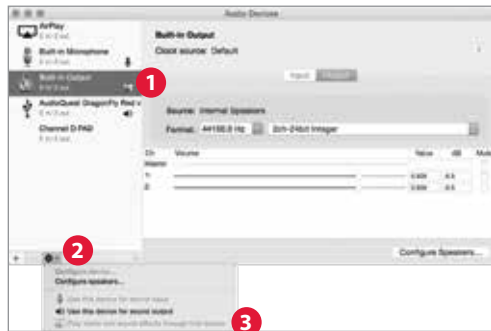 Audio Devices
AirPlay
Built-in Microphone
Built-in Output
AudioQuest DragonFly Red
Channel D PAD
Built-in Output
Clock source: Default
1
Input
Output
Source: Internal Speakers
Format: 44100.0 Hz
2ch-24bit Integer
Ch
Volume
Value
dB
Mute
Master
1:
2:
Configure Speakers...
2
Configure device...
Configure speakers...
Use this device for sound input
Use this device for sound output
Play alerts and sound effects through this device
3